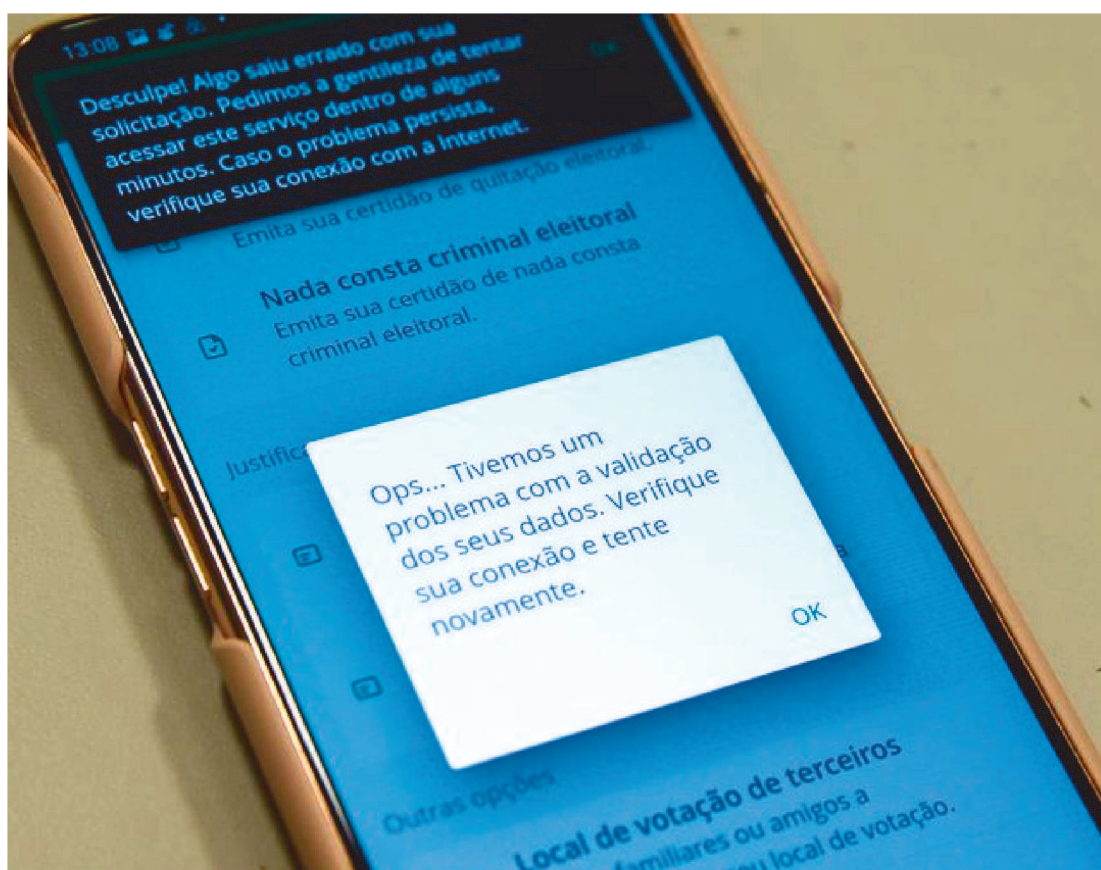 13:08
Desculpe! Algo saiu errado com sua
solicitação. Pedimos a gentileza de tentar
acessar este serviço dentro de alguns
minutos. Caso o problema persista,
verifique sua conexão com a internet.
OK
Emita sua certidão de quitação eleitoral.
Nada consta criminal eleitoral
Emita sua certidão de nada consta
criminal eleitoral.
Justifica
Ops... Tivemos um
problema com a validação
dos seus dados. Verifique
sua conexão e tente
novamente.
OK
Outras opções
Local de votação de terceiros
familiares ou amigos a
local de votação.